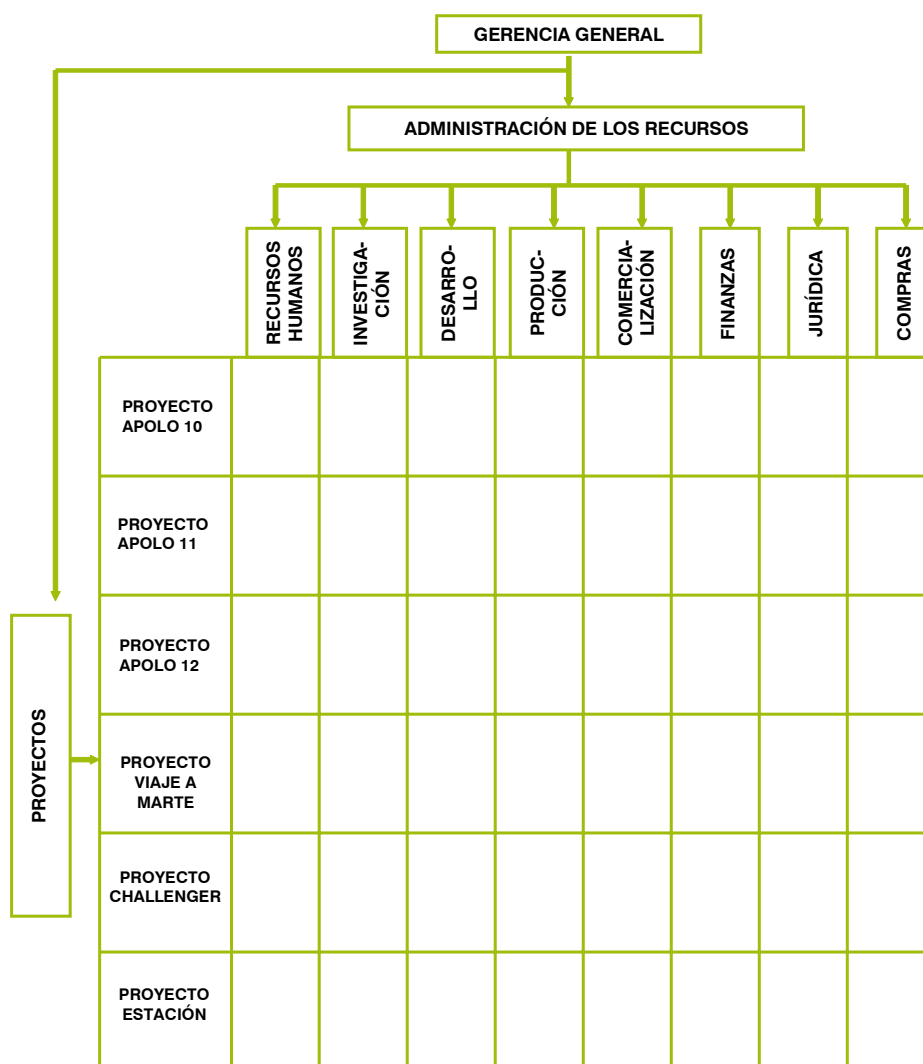 GERENCIA GENERAL
ADMINISTRACIÓN DE LOS RECURSOS
RECURSOS
HUMANOS
INVESTIGA-
CIÓN
DESARRO-
LLO
PRODUC-
CIÓN
COMERCIA-
LIZACIÓN
FINANZAS
JURÍDICA
COMPRAS
PROYECTOS
PROYECTO
APOLO 10
PROYECTO
APOLO 11
PROYECTO
APOLO 12
PROYECTO
VIAJE A
MARTE
PROYECTO
CHALLENGER
PROYECTO
ESTACIÓN